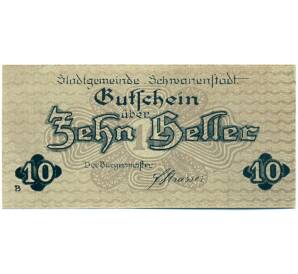 Stadtgemeinde Schwanenstadt
Gutschein
über
Zehn Heller
Der Bürgermeister
10 10
B